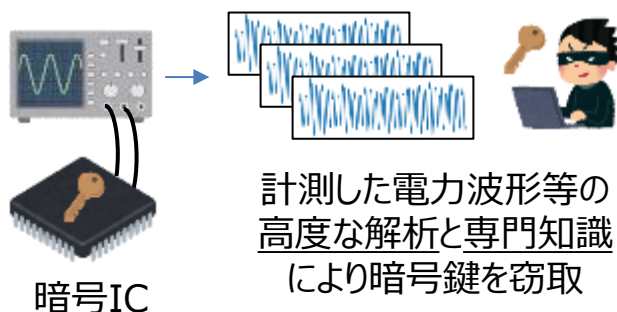 計測した電力波形等の
高度な解析と専門知識
により暗号鍵を窃取
暗号IC